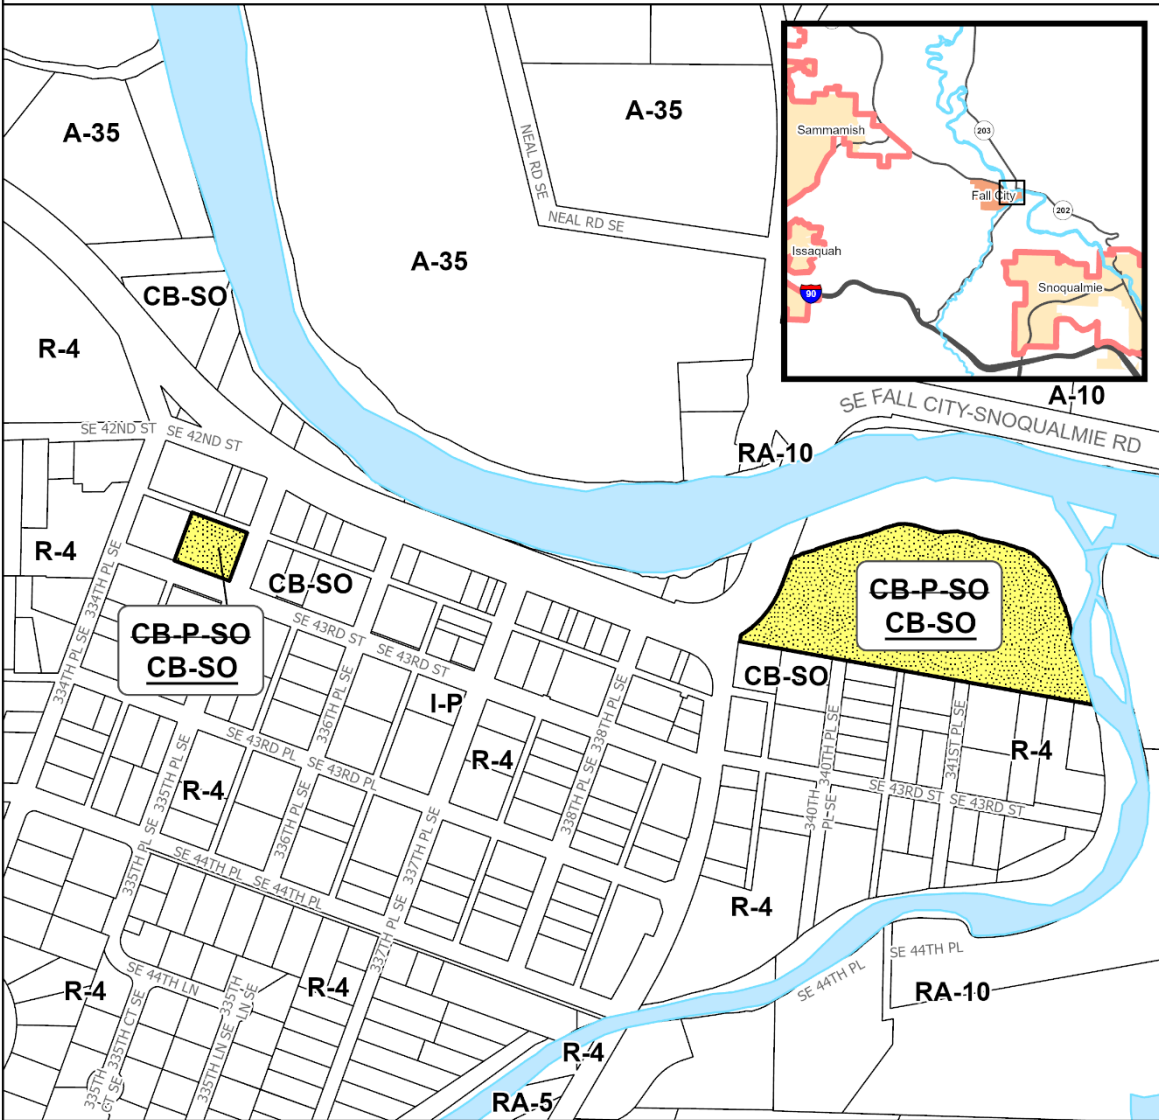 A-35
A-35
NEAL RD SE
NEAL RD SE
A-35
CB-SO
R-4
203
Sammamish
Fall City
202
Issaquah
90
Snoqualmie
A-10
SE FALL CITY-SNOQUALMIE RD
RA-10
SE 42ND ST
SE 42ND ST
R-4
334TH PL SE
334TH PL SE
CB-SO
CB-P-SO
CB-SO
CB-P-SO
CB-SO
SE 43RD ST
SE 43RD ST
CB-SO
I-P
336TH PL SE
338TH PL SE
338TH PL SE
340TH PL SE
340TH
PL SE
341ST PL SE
R-4
SE 43RD PL
SE 43RD PL
R-4
R-4
335TH PL SE
335TH PL SE
336TH PL SE
337TH PL SE
337TH PL SE
SE 43RD ST
SE 43RD ST
SE 44TH PL
SE 44TH PL
R-4
SE 44TH PL
SE 44TH PL
RA-10
R-4
SE 44TH LN
R-4
335TH
LN SE
335TH LN SE
335TH CT SE
335TH
CT SE
R-4
RA-5